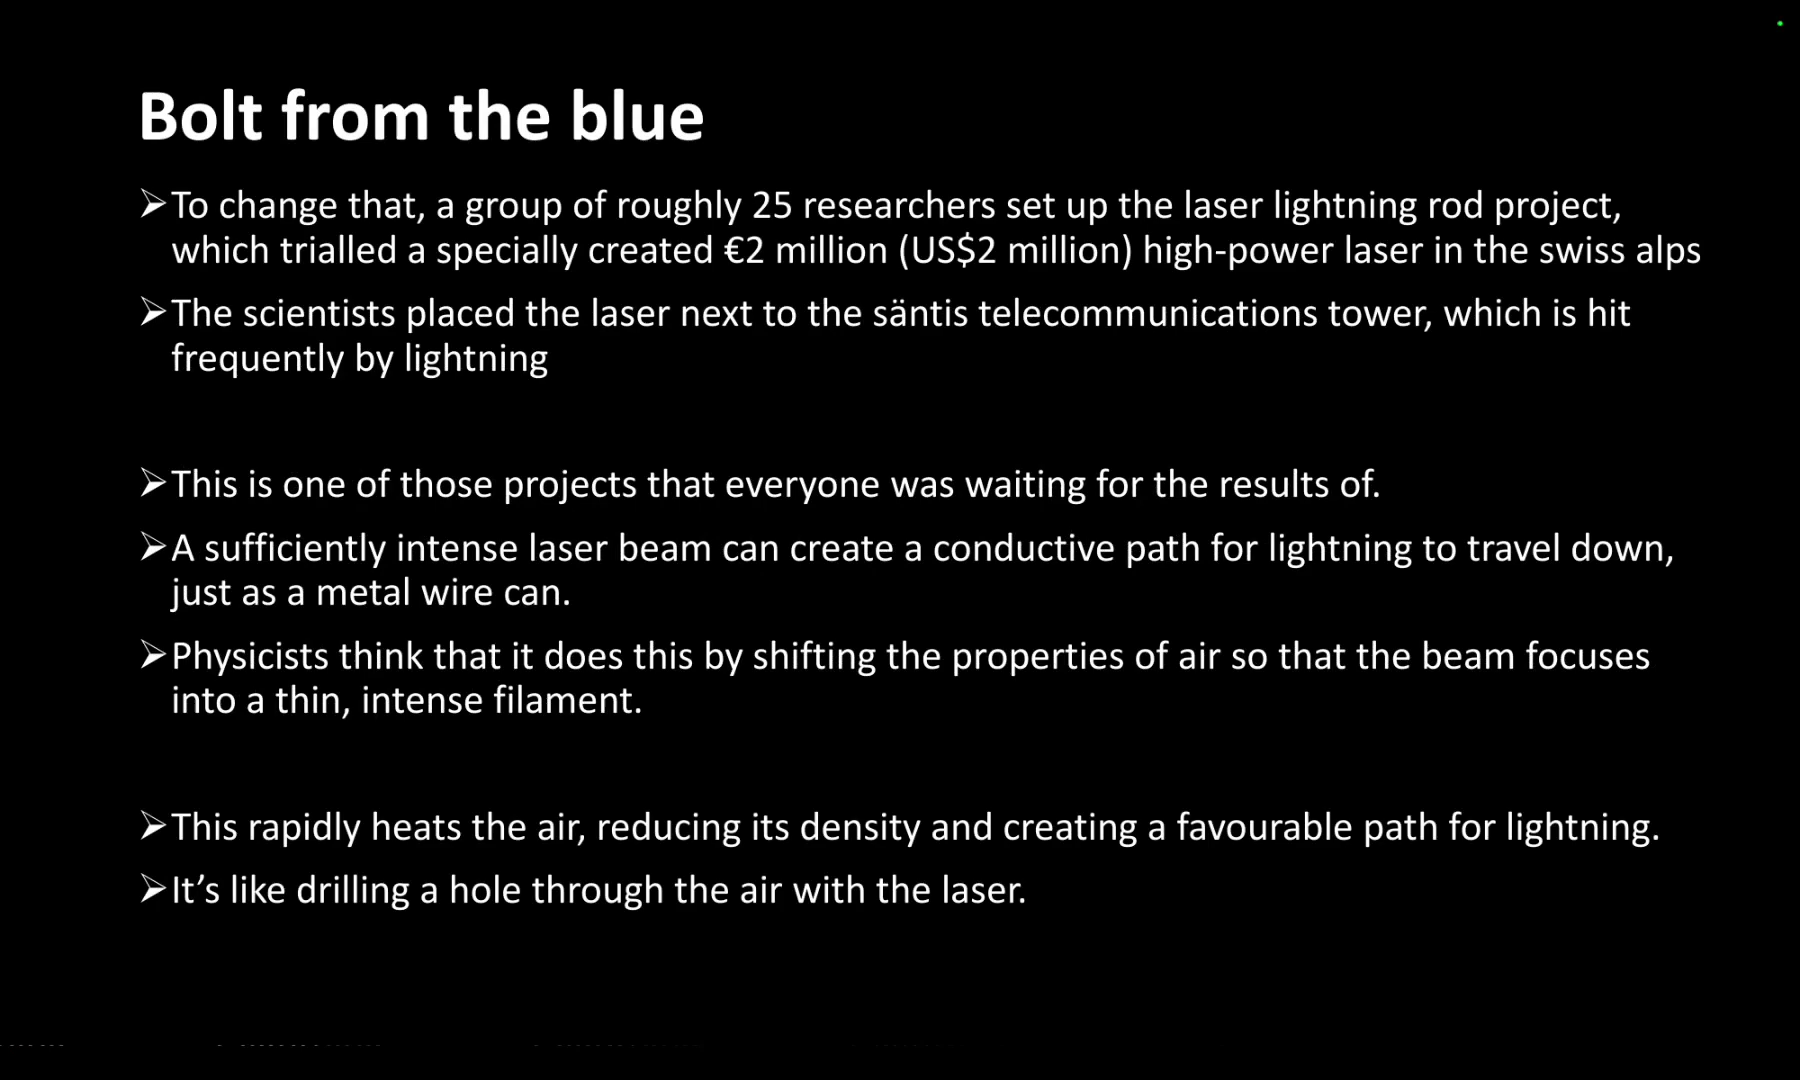 Bolt from the blue
➢To change that, a group of roughly 25 researchers set up the laser lightning rod project,
which trialled a specially created €2 million (US$2 million) high-power laser in the swiss alps
➢The scientists placed the laser next to the säntis telecommunications tower, which is hit
frequently by lightning
➢This is one of those projects that everyone was waiting for the results of.
➢A sufficiently intense laser beam can create a conductive path for lightning to travel down,
just as a metal wire can.
➢Physicists think that it does this by shifting the properties of air so that the beam focuses
into a thin, intense filament.
➢This rapidly heats the air, reducing its density and creating a favourable path for lightning.
➢It’s like drilling a hole through the air with the laser.